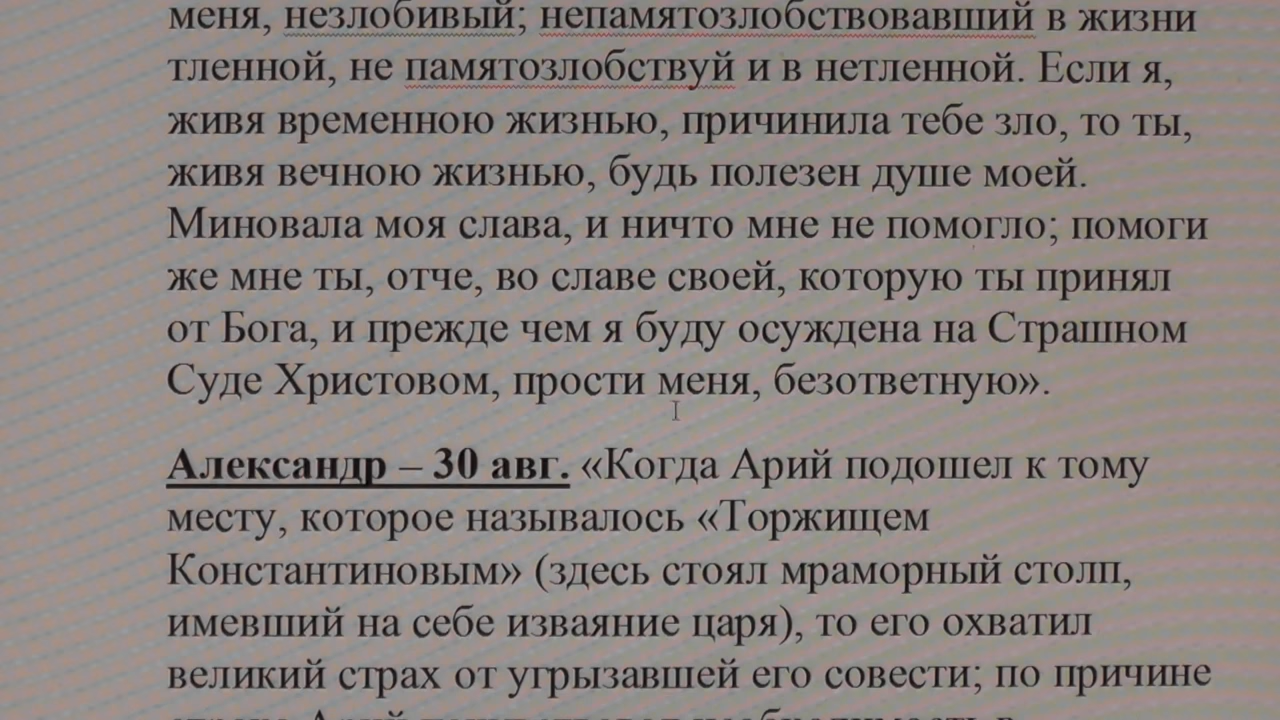 меня, незлобивый; непамятозлобствовавший в жизни
тленной, не памятозлобствуй и в нетленной. Если я,
живя временною жизнью, причинила тебе зло, то ты,
живя вечною жизнью, будь полезен душе моей.
Миновала моя слава, и ничто мне не помогло; помоги
же мне ты, отче, во славе своей, которую ты принял
от Бога, и прежде чем я буду осуждена на Страшном
Суде Христовом, прости меня, безответную».
Александр – 30 авг. «Когда Арий подошел к тому
месту, которое называлось «Торжищем
Константиновым» (здесь стоял мраморный столп,
имевший на себе изваяние царя), то его охватил
великий страх от угрызавшей его совести; по причине